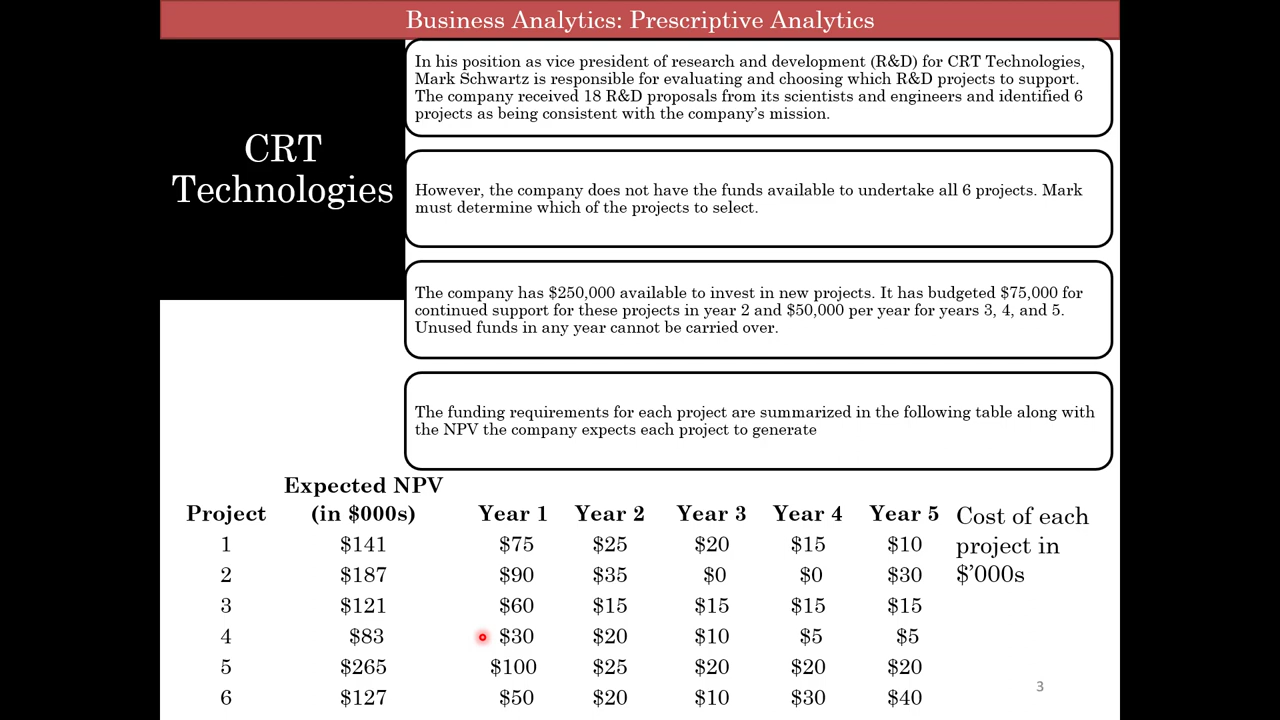 Business Analytics: Prescriptive Analytics
CRT
Technologies
In his position as vice president of research and development (R&D) for CRT Technologies,
Mark Schwartz is responsible for evaluating and choosing which R&D projects to support.
The company received 18 R&D proposals from its scientists and engineers and identified 6
projects as being consistent with the company's mission.
However, the company does not have the funds available to undertake all 6 projects. Mark
must determine which of the projects to select.
The company has $250,000 available to invest in new projects. It has budgeted $75,000 for
continued support for these projects in year 2 and $50,000 per year for years 3, 4, and 5.
Unused funds in any year cannot be carried over.
The funding requirements for each project are summarized in the following table along with
the NPV the company expects each project to generate
Expected NPV
Project (in $000s) Year 1 Year 2 Year 3 Year 4 Year 5
1 $141 $75 $25 $20 $15 $10
2 $187 $90 $35 $0 $0 $30
3 $121 $60 $15 $15 $15 $15
4 $83 $30 $20 $10 $5 $5
5 $265 $100 $25 $20 $20 $20
6 $127 $50 $20 $10 $30 $40
Cost of each
project in
$'000s
3